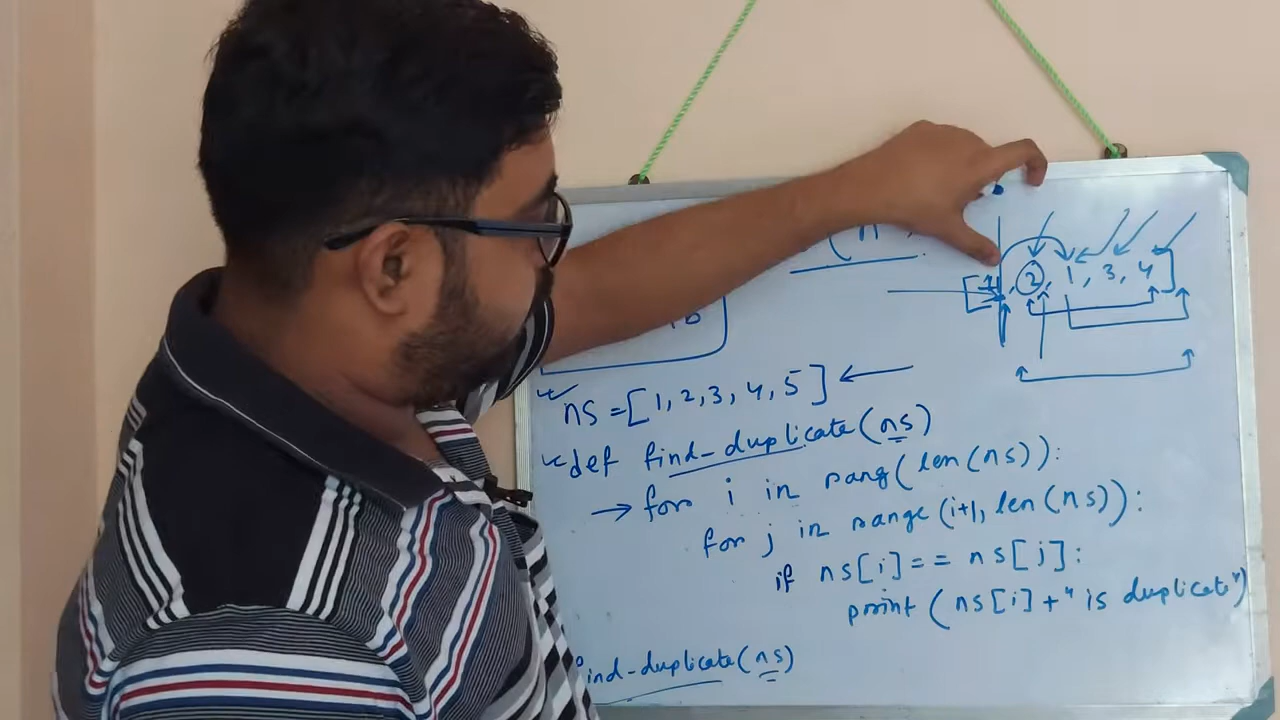 (n
[1, 2, 1, 3, 4]
ns = [1, 2, 3, 4, 5]
def find_duplicate(ns)
for i in rang(len(ns)):
for j in range(i+1, len(ns)):
if ns[i] == ns[j]:
print(ns[i] + " is duplicate")
find_duplicate(ns)